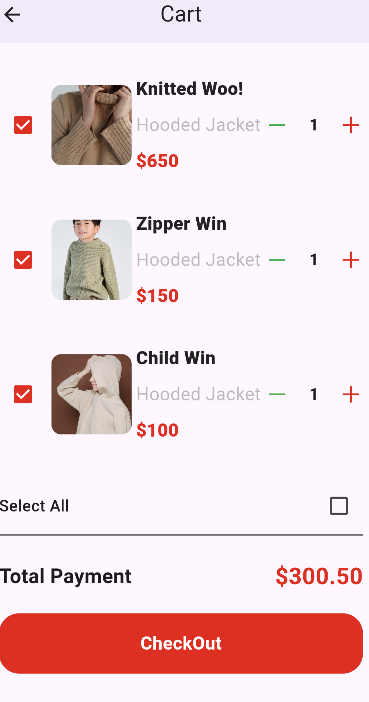 Cart
Knitted Woo!
Hooded Jacket
1
$650
Zipper Win
Hooded Jacket
1
$150
Child Win
Hooded Jacket
1
$100
Select All
Total Payment $300.50
CheckOut